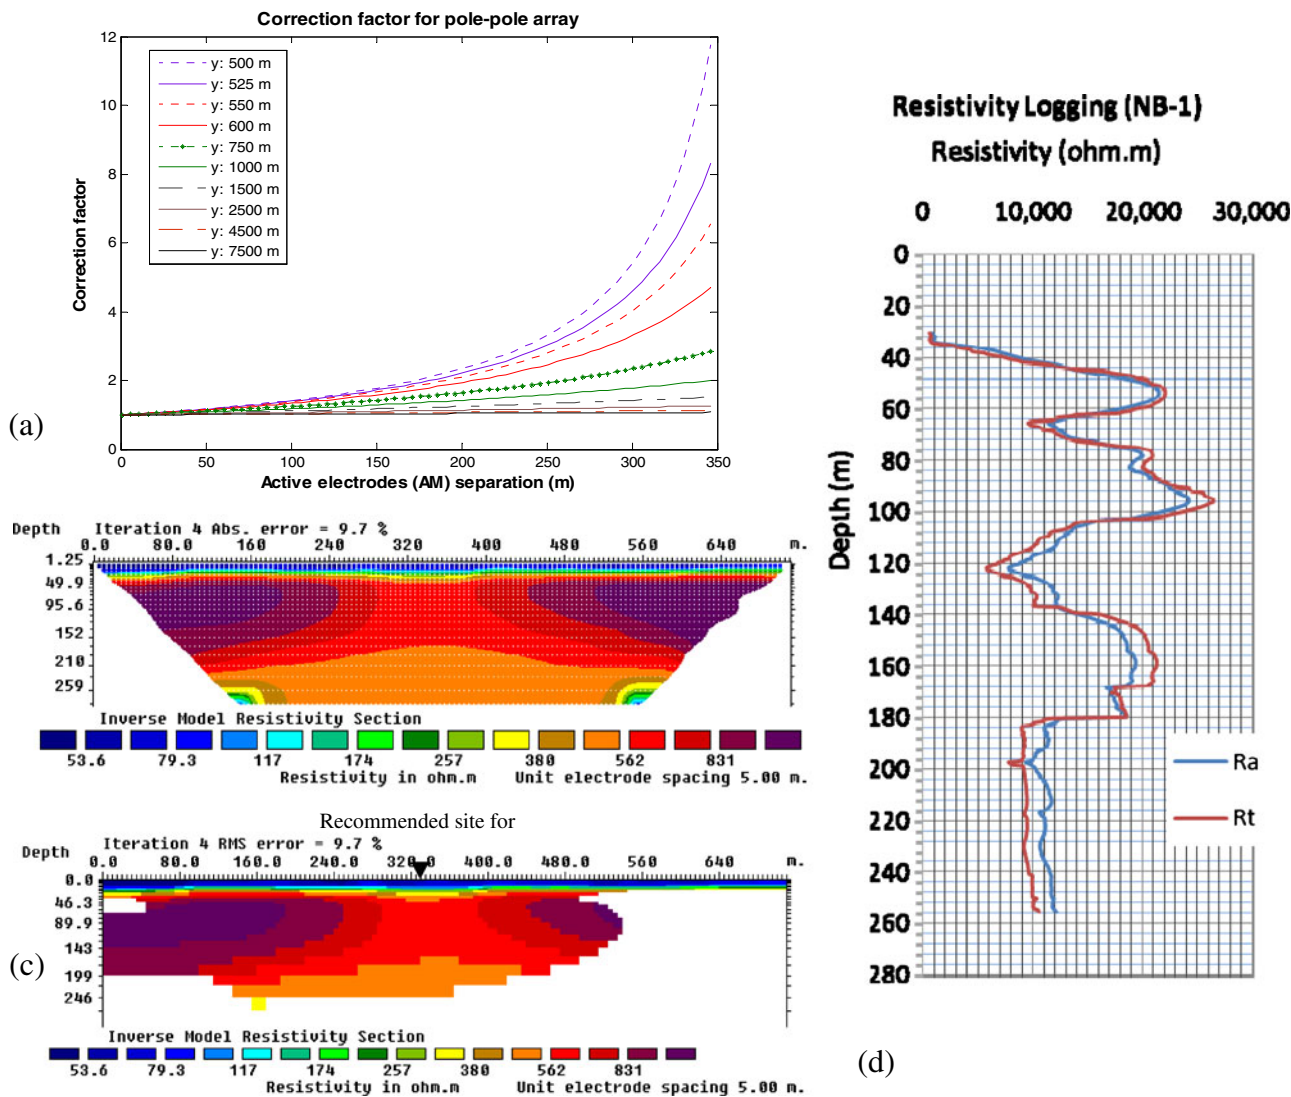 Correction factor for pole-pole array
12
10
8
6
4
2
0
Correction factor
y: 500 m
y: 525 m
y: 550 m
y: 600 m
y: 750 m
y: 1000 m
y: 1500 m
y: 2500 m
y: 4500 m
y: 7500 m
0 50 100 150 200 250 300 350
Active electrodes (AM) separation (m)
(a)
Depth Iteration 4 Abs. error = 9.7 %
0.0 80.0 160 240 320 400 480 560 640 m.
1.25
49.9
95.6
152
210
259
Inverse Model Resistivity Section
53.6 79.3 117 174 257 380 562 831
Resistivity in ohm.m Unit electrode spacing 5.00 m.
Recommended site for
Depth Iteration 4 RMS error = 9.7 %
0.0 80.0 160.0 240.0 320.0 400.0 480.0 560 640 m.
0.0
46.3
89.9
143
199
246
(c)
Inverse Model Resistivity Section
53.6 79.3 117 174 257 380 562 831
Resistivity in ohm.m Unit electrode spacing 5.00 m.
Resistivity Logging (NB-1)
Resistivity (ohm.m)
0 10,000 20,000 30,000
0
20
40
60
80
100
120
140
160
180
200
220
240
260
280
Depth (m)
Ra
Rt
(d)